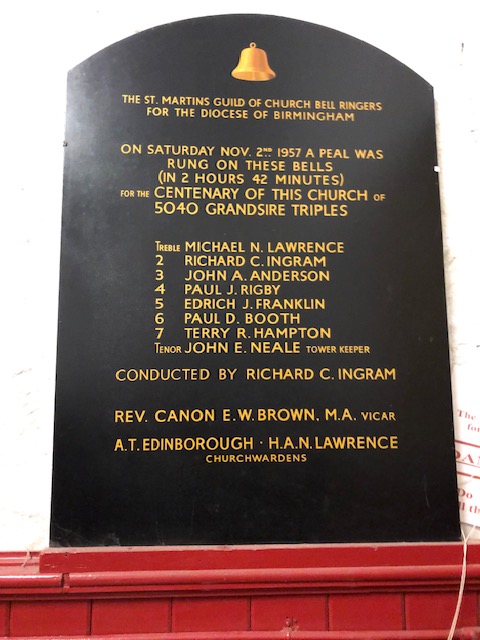 THE ST. MARTINS GUILD OF CHURCH BELL RINGERS
FOR THE DIOCESE OF BIRMINGHAM
ON SATURDAY NOV. 2ND 1957 A PEAL WAS
RUNG ON THESE BELLS
(IN 2 HOURS 42 MINUTES)
FOR THE CENTENARY OF THIS CHURCH OF
5040 GRANDSIRE TRIPLES
TREBLE MICHAEL N. LAWRENCE
2 RICHARD C. INGRAM
3 JOHN A. ANDERSON
4 PAUL J. RIGBY
5 EDRICH J. FRANKLIN
6 PAUL D. BOOTH
7 TERRY R. HAMPTON
TENOR JOHN E. NEALE TOWER KEEPER
CONDUCTED BY RICHARD C. INGRAM
REV. CANON E.W. BROWN, M.A. VICAR
A.T. EDINBOROUGH · H.A.N. LAWRENCE
CHURCHWARDENS
The
Do